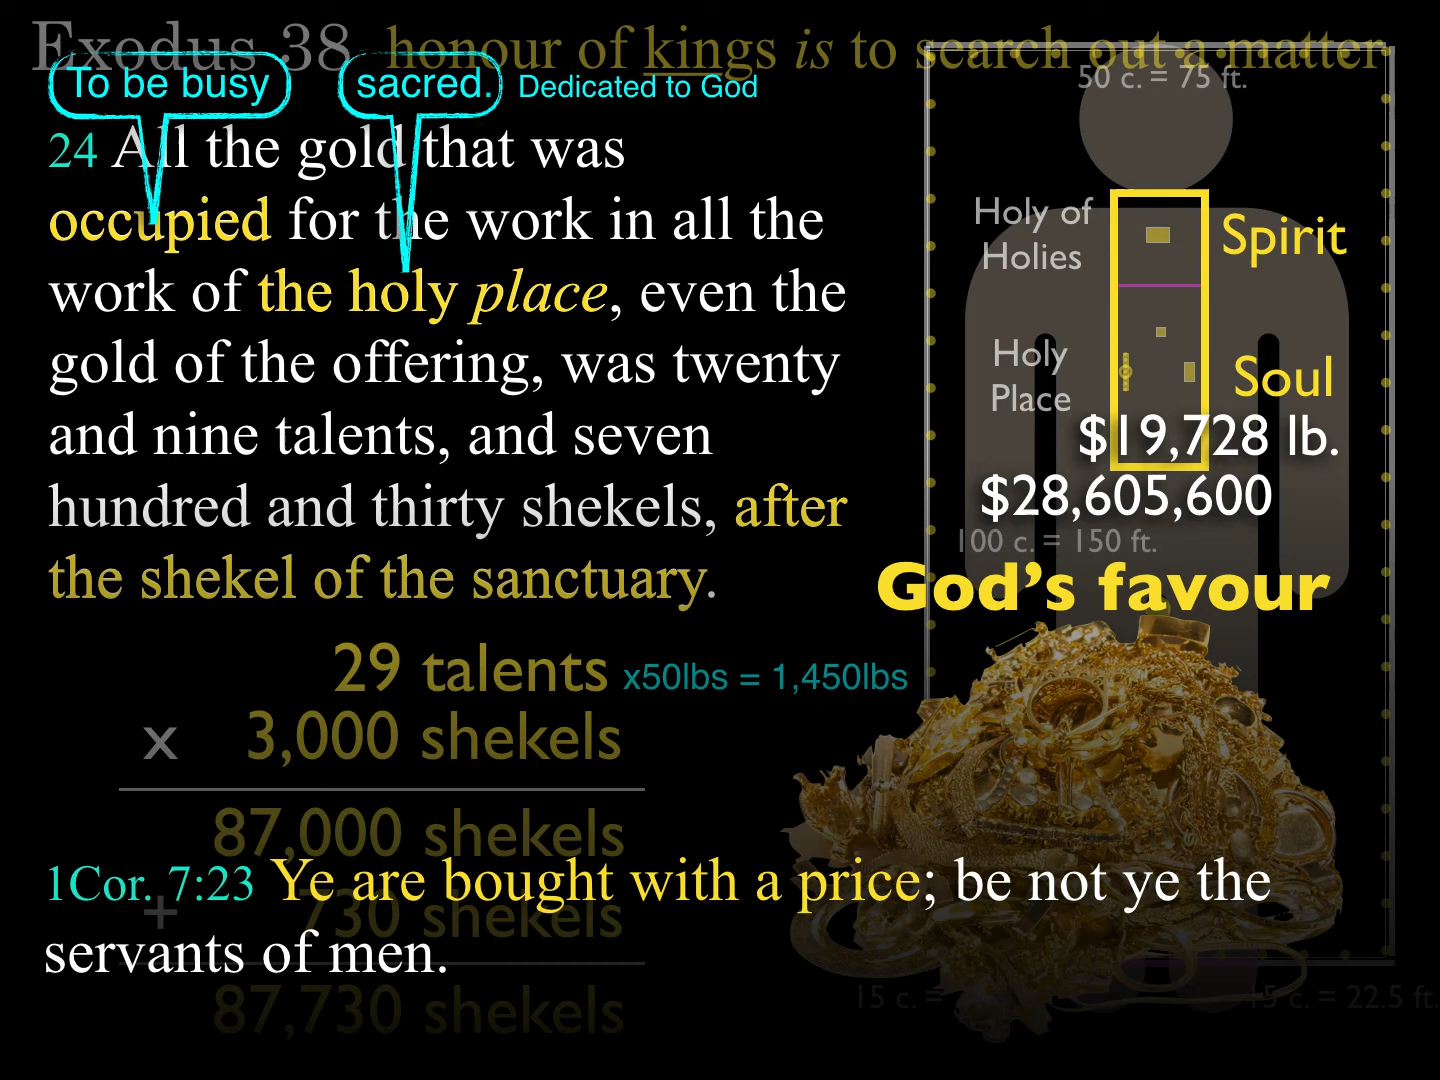 Exodus 38 honour of kings is to search out a matter
To be busy
sacred. Dedicated to God
24 All the gold that was
occupied for the work in all the
work of the holy place, even the
gold of the offering, was twenty
and nine talents, and seven
hundred and thirty shekels, after
the shekel of the sanctuary.
50 c. = 75 ft.
Holy of
Holies
Spirit
Holy
Place
Soul
$19,728 lb.
$28,605,600
100 c. = 150 ft.
God's favour
29 talents x50lbs = 1,450lbs
x 3,000 shekels
87,000 shekels
+ 730 shekels
87,730 shekels
1Cor. 7:23 Ye are bought with a price; be not ye the
servants of men.
15 c. =
15 c. = 22.5 ft.